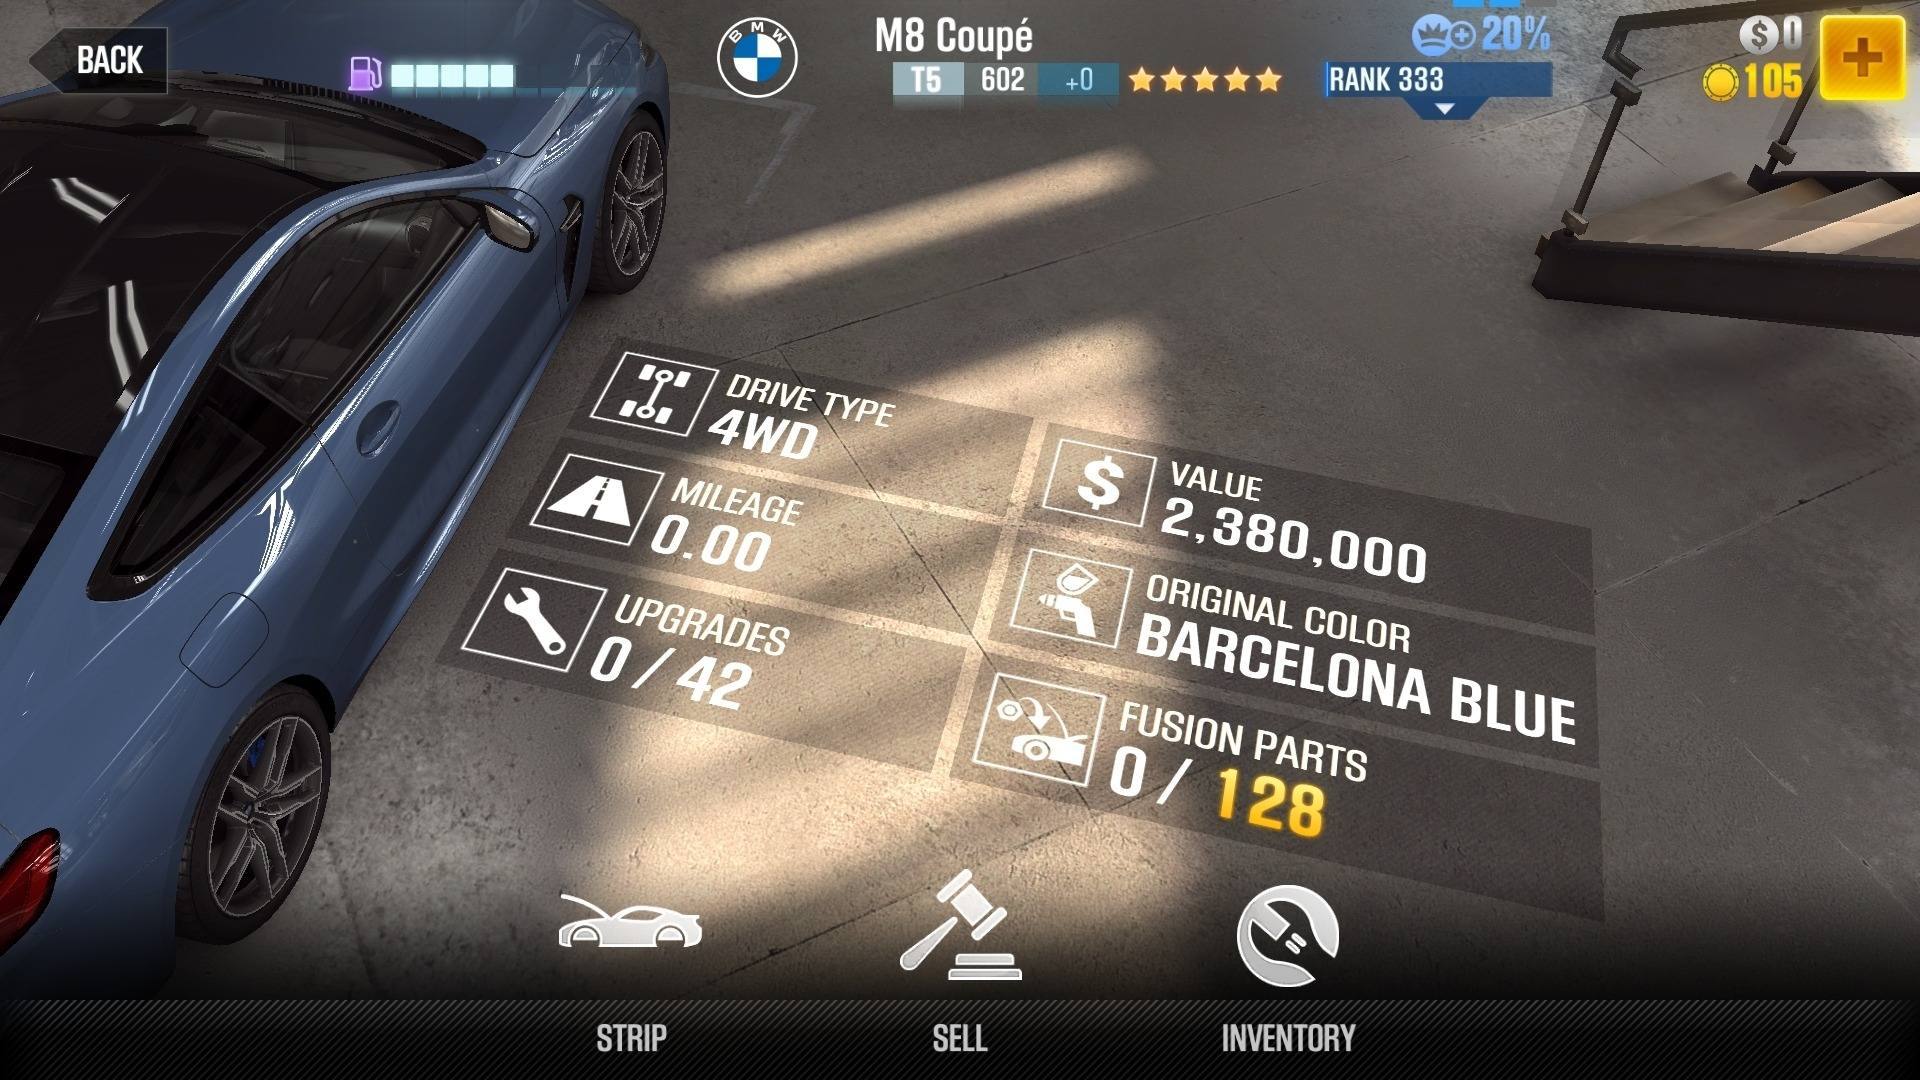 BACK
BMW
M8 Coupé
T5 602 +0
20%
RANK 333
$ 0
105
DRIVE TYPE
4WD
MILEAGE
0.00
UPGRADES
0 / 42
$ VALUE
2,380,000
ORIGINAL COLOR
BARCELONA BLUE
FUSION PARTS
0 / 128
STRIP
SELL
INVENTORY